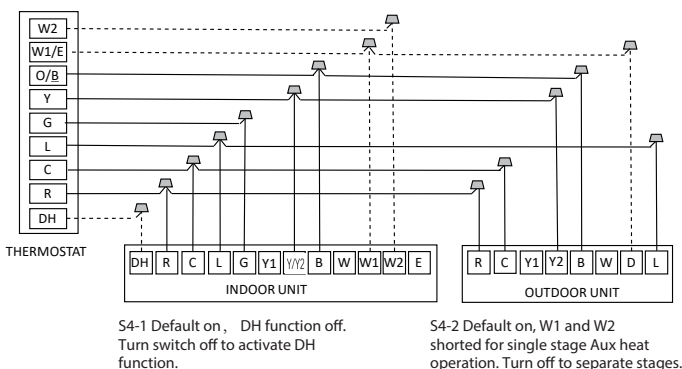 W2
W1/E
O/B
Y
G
L
C
R
DH
THERMOSTAT
DH R C L G Y1 Y/Y2 B W W1 W2 E
INDOOR UNIT
R C Y1 Y2 B W D L
OUTDOOR UNIT
S4-1 Default on， DH function off.
Turn switch off to activate DH
function.
S4-2 Default on, W1 and W2
shorted for single stage Aux heat
operation. Turn off to separate stages.